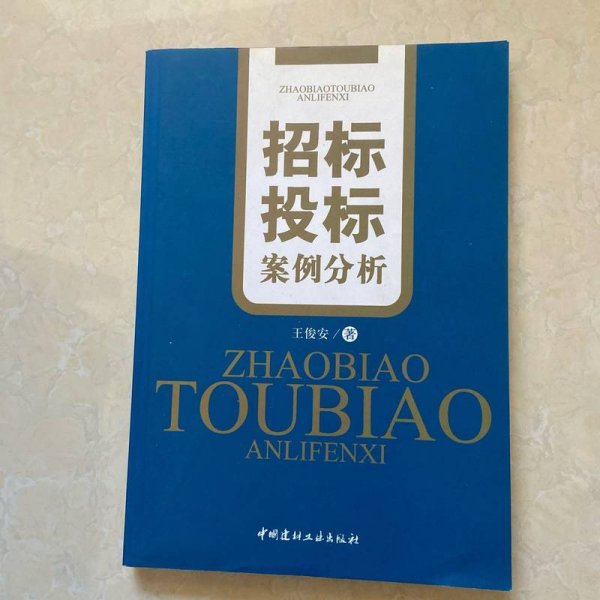 ZHAOBIAOTOUBIAO
ANLIFENXI
招标
投标
案例分析
王俊安/著
ZHAOBIAO
TOUBIAO
ANLIFENXI
中国建材工业出版社